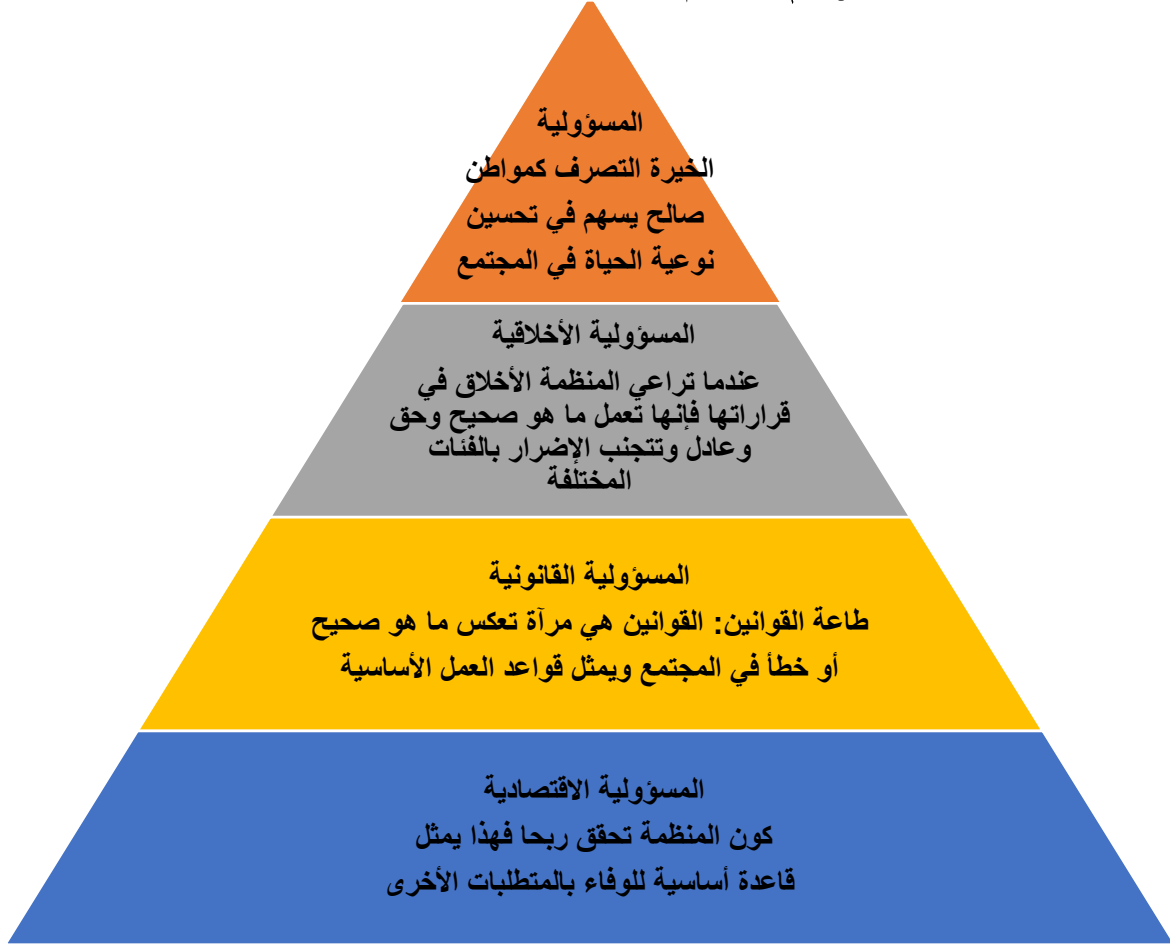 المسؤولية
الخيرة التصرف كمواطن
صالح يسهم في تحسين
نوعية الحياة في المجتمع
المسؤولية الأخلاقية
عندما تراعي المنظمة الأخلاق في
قراراتها فإنها تعمل ما هو صحيح وحق
وعادل وتتجنب الإضرار بالفئات
المختلفة
المسؤولية القانونية
طاعة القوانين: القوانين هي مرآة تعكس ما هو صحيح
أو خطأ في المجتمع ويمثل قواعد العمل الأساسية
المسؤولية الاقتصادية
كون المنظمة تحقق ربحا فهذا يمثل
قاعدة أساسية للوفاء بالمتطلبات الأخرى